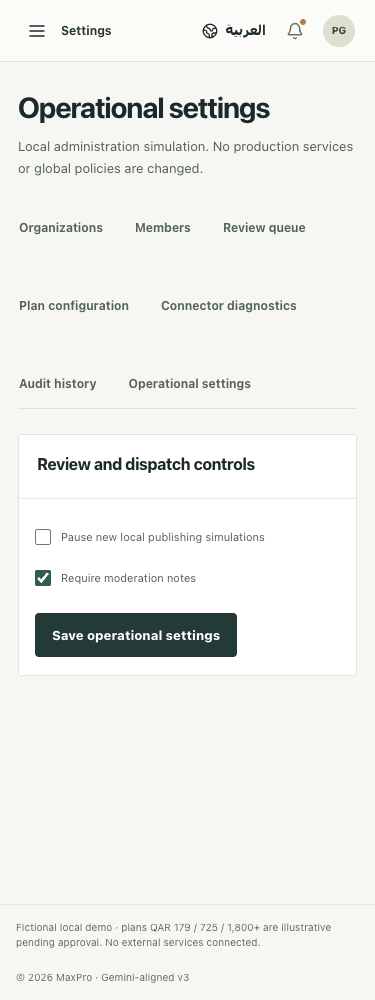 Settings
العربية
PG
Operational settings
Local administration simulation. No production services
or global policies are changed.
Organizations
Members
Review queue
Plan configuration
Connector diagnostics
Audit history
Operational settings
Review and dispatch controls
Pause new local publishing simulations
Require moderation notes
Save operational settings
Fictional local demo · plans QAR 179 / 725 / 1,800+ are illustrative
pending approval. No external services connected.
© 2026 MaxPro · Gemini-aligned v3